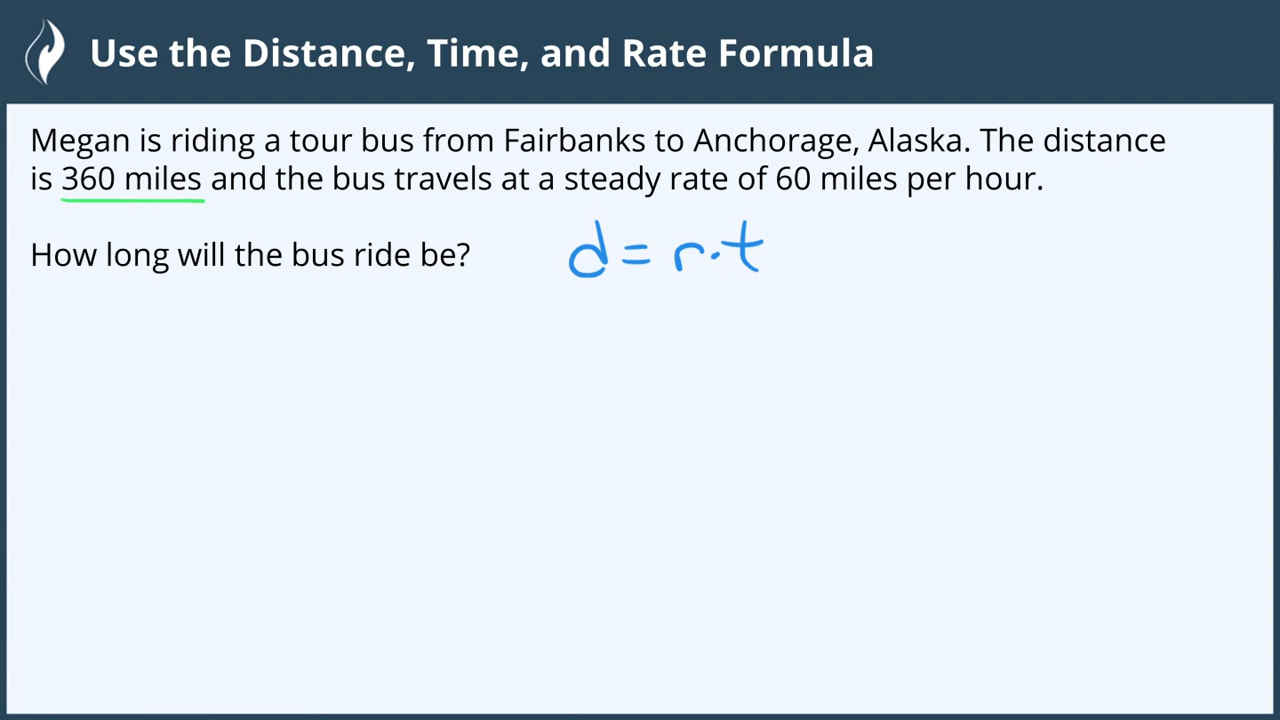 Use the Distance, Time, and Rate Formula
Megan is riding a tour bus from Fairbanks to Anchorage, Alaska. The distance
is 360 miles and the bus travels at a steady rate of 60 miles per hour.
How long will the bus ride be? d = r·t